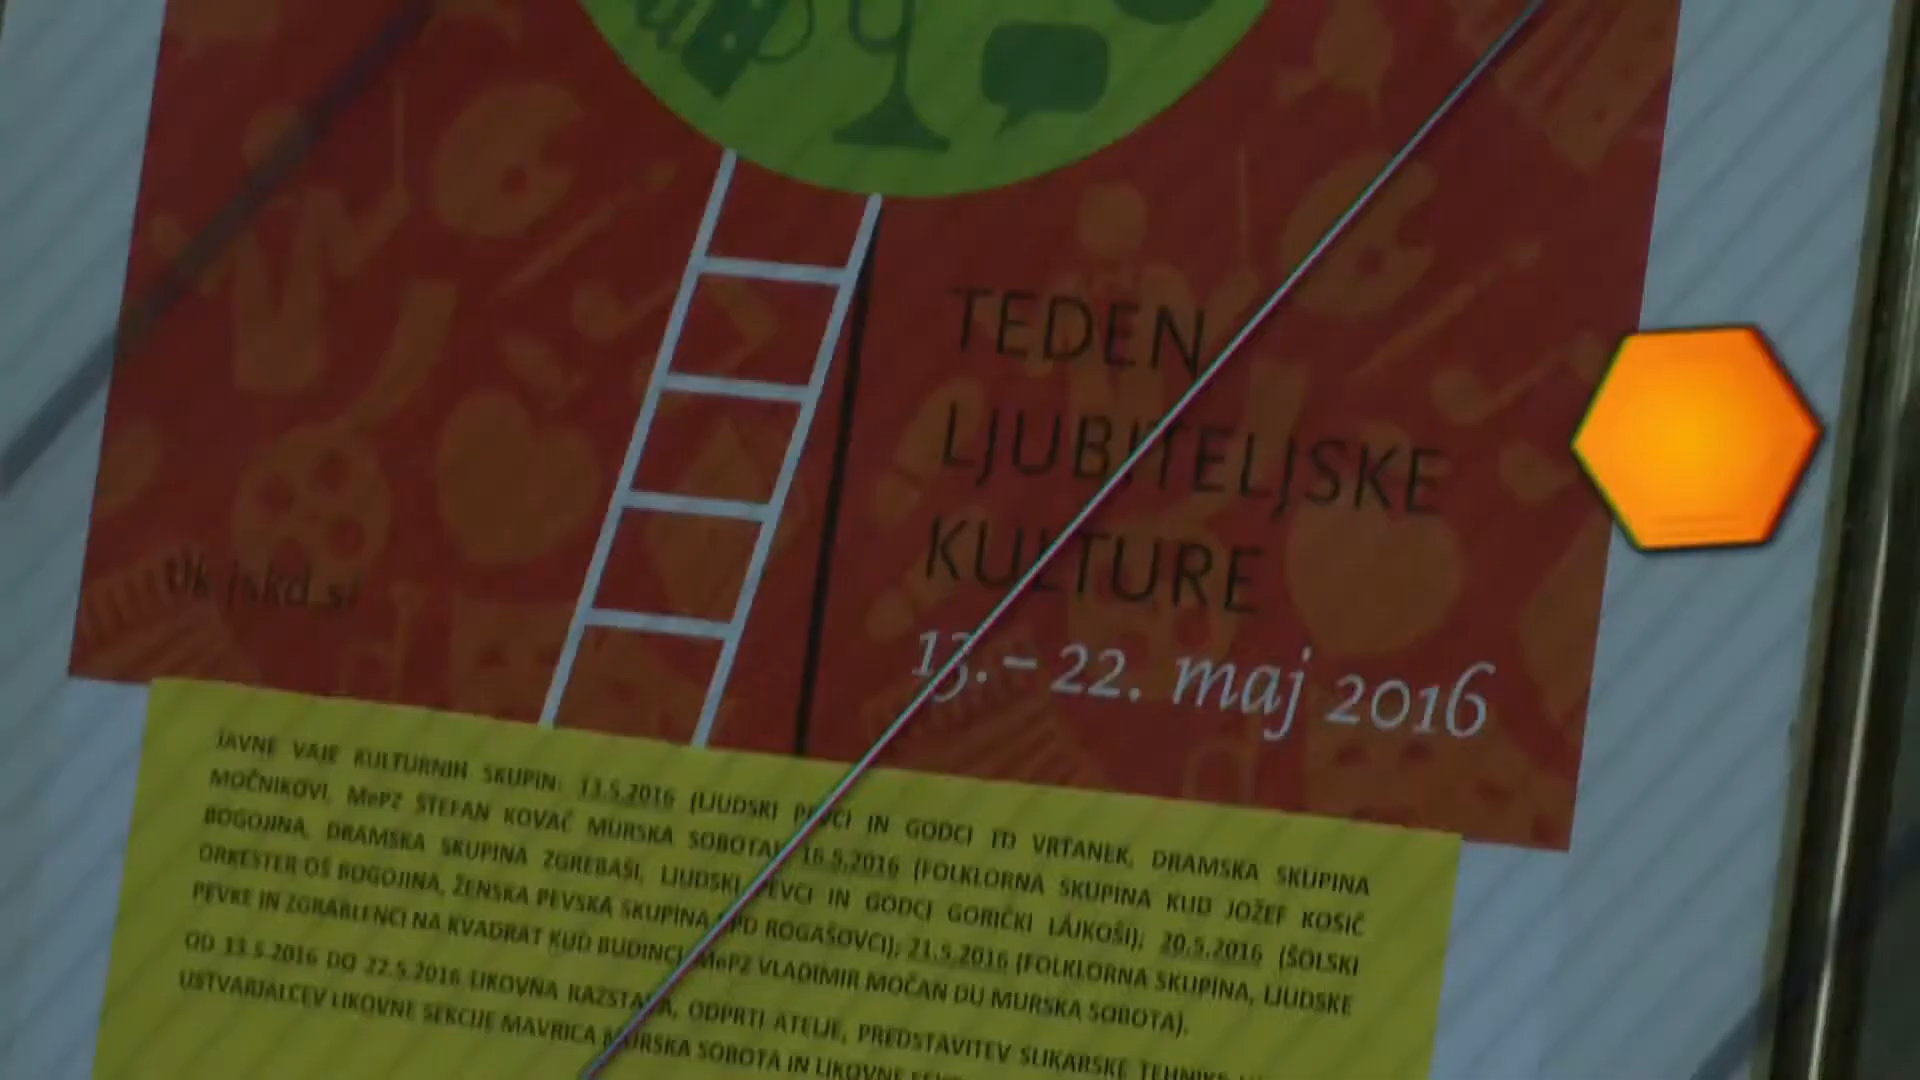 TEDEN
LJUBITELJSKE
KULTURE
13.–22. maj 2016
tlk.jskd.si
JAVNE VAJE KULTURNIH SKUPIN: 13.5.2016 (LJUDSKI PEVCI IN GODCI TD VRTANEK, DRAMSKA SKUPINA
MOČNIKOVI, MePZ ŠTEFAN KOVAČ MURSKA SOBOTA); 16.5.2016 (FOLKLORNA SKUPINA KUD JOŽEF KOSIČ
BOGOJINA, DRAMSKA SKUPINA ZGREBAŠI, LJUDSKI PEVCI IN GODCI GORIČKI LÀJKOŠI); 20.5.2016 (ŠOLSKI
ORKESTER OŠ BOGOJINA, ŽENSKA PEVSKA SKUPINA KPD ROGAŠOVCI); 21.5.2016 (FOLKLORNA SKUPINA, LJUDSKE
PEVKE IN ZGRABLENCI NA KVADRAT KUD BUDINCI, MePZ VLADIMIR MOČAN DU MURSKA SOBOTA).
OD 13.5.2016 DO 22.5.2016 LIKOVNA RAZSTAVA, ODPRTI ATELJE, PREDSTAVITEV SLIKARSKE TEHNIKE
USTVARJALCEV LIKOVNE SEKCIJE MAVRICA MURSKA SOBOTA IN LIKOVNE